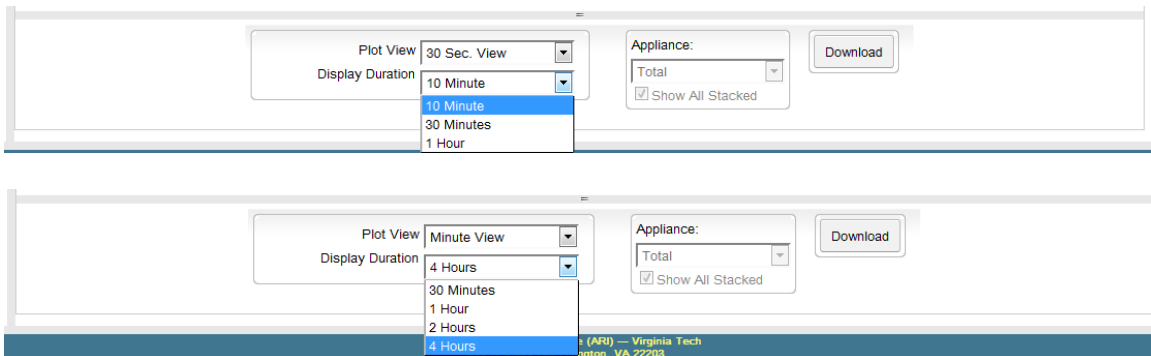 Plot View 30 Sec. View Appliance: Download
Display Duration 10 Minute Total
10 Minute Show All Stacked
30 Minutes
1 Hour
Plot View Minute View Appliance: Download
Display Duration 4 Hours Total
30 Minutes Show All Stacked
1 Hour
2 Hours
4 Hours (ARI) — Virginia Tech
VA 22203